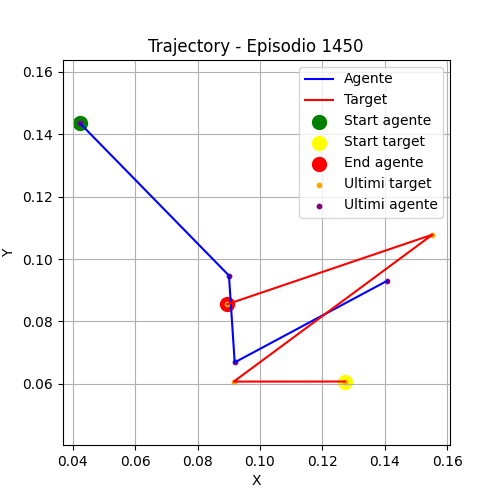 Trajectory - Episodio 1450
0.16
0.14
0.12
0.10
0.08
0.06
Y
Agente
Target
Start agente
Start target
End agente
Ultimi target
Ultimi agente
0.04 0.06 0.08 0.10 0.12 0.14 0.16
X